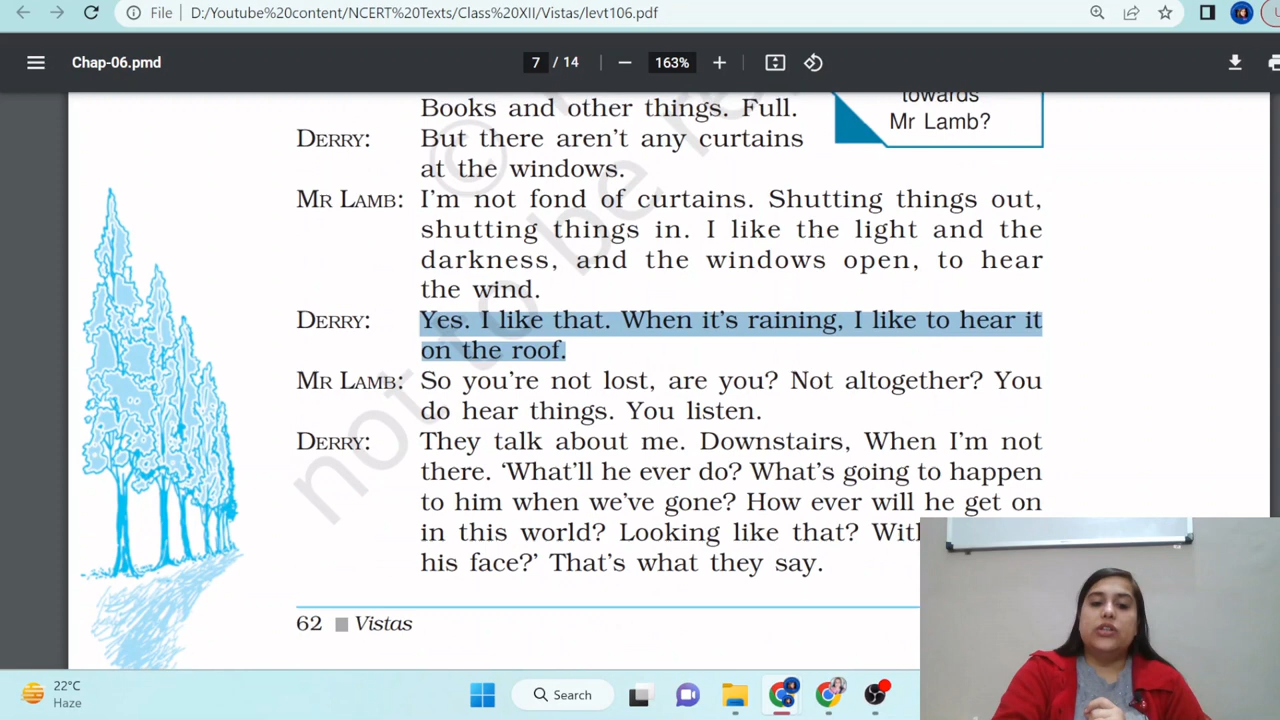 File D:/Youtube%20content/NCERT%20Texts/Class%20XII/Vistas/levt106.pdf
Chap-06.pmd
7 / 14
163%
towards
Mr Lamb?
Books and other things. Full.
DERRY: But there aren't any curtains
at the windows.
MR LAMB: I'm not fond of curtains. Shutting things out,
shutting things in. I like the light and the
darkness, and the windows open, to hear
the wind.
DERRY: Yes. I like that. When it's raining, I like to hear it
on the roof.
MR LAMB: So you're not lost, are you? Not altogether? You
do hear things. You listen.
DERRY: They talk about me. Downstairs, When I'm not
there. 'What'll he ever do? What's going to happen
to him when we've gone? How ever will he get on
in this world? Looking like that? With
his face?' That's what they say.
62 Vistas
© not to be re
22°C
Haze
Search